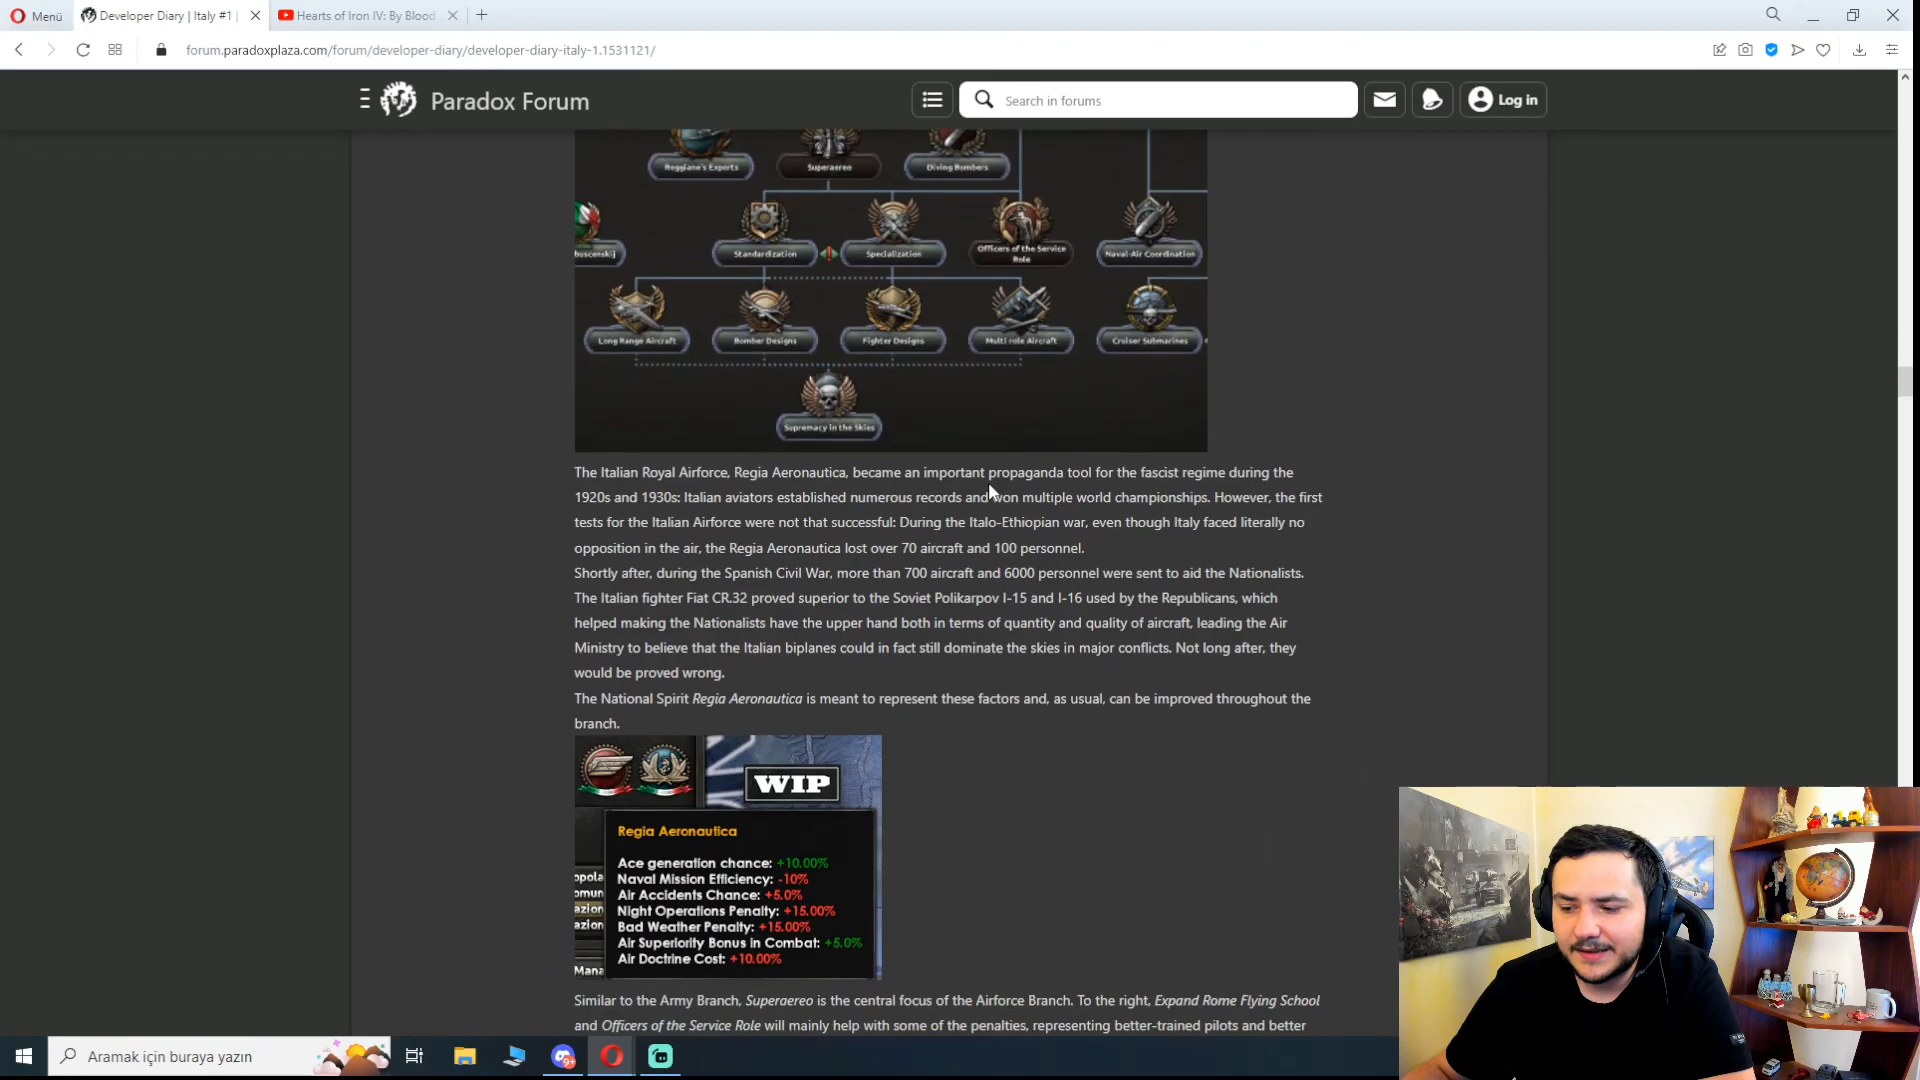 Menü
Developer Diary | Italy #1 |
Hearts of Iron IV: By Blood
forum.paradoxplaza.com/forum/developer-diary/developer-diary-italy-1.1531121/
Paradox Forum
Search in forums
Log in
Reggiane's Exports
Superaereo
Diving Bombers
Standardization
Specialization
Officers of the Service
Role
Naval-Air Coordination
Long Range Aircraft
Bomber Designs
Fighter Designs
Multi role Aircraft
Cruiser Submarines
Supremacy in the Skies
The Italian Royal Airforce, Regia Aeronautica, became an important propaganda tool for the fascist regime during the
1920s and 1930s: Italian aviators established numerous records and won multiple world championships. However, the first
tests for the Italian Airforce were not that successful: During the Italo-Ethiopian war, even though Italy faced literally no
opposition in the air, the Regia Aeronautica lost over 70 aircraft and 100 personnel.
Shortly after, during the Spanish Civil War, more than 700 aircraft and 6000 personnel were sent to aid the Nationalists.
The Italian fighter Fiat CR.32 proved superior to the Soviet Polikarpov I-15 and I-16 used by the Republicans, which
helped making the Nationalists have the upper hand both in terms of quantity and quality of aircraft, leading the Air
Ministry to believe that the Italian biplanes could in fact still dominate the skies in major conflicts. Not long after, they
would be proved wrong.
The National Spirit Regia Aeronautica is meant to represent these factors and, as usual, can be improved throughout the
branch.
WIP
Regia Aeronautica
Ace generation chance: +10.00%
Naval Mission Efficiency: -10%
Air Accidents Chance: +5.0%
Night Operations Penalty: +15.00%
Bad Weather Penalty: +15.00%
Air Superiority Bonus in Combat: +5.0%
Air Doctrine Cost: +10.00%
Similar to the Army Branch, Superaereo is the central focus of the Airforce Branch. To the right, Expand Rome Flying School
and Officers of the Service Role will mainly help with some of the penalties, representing better-trained pilots and better
Aramak için buraya yazın
9+